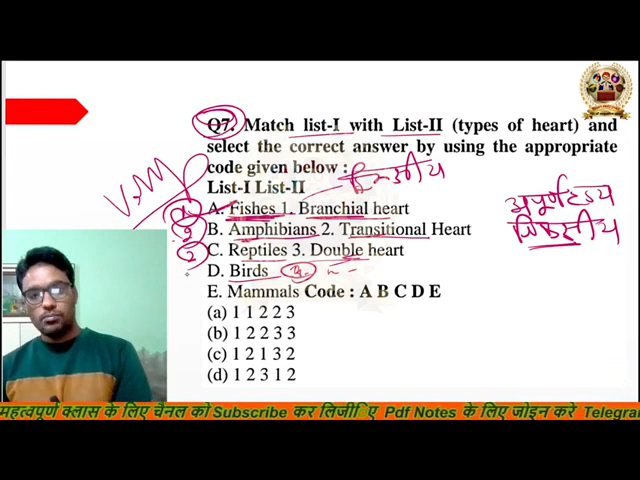 Q7. Match list-I with List-II (types of heart) and
select the correct answer by using the appropriate
code given below :
List-I List-II
A. Fishes 1. Branchial heart
B. Amphibians 2. Transitional Heart
C. Reptiles 3. Double heart
D. Birds
E. Mammals Code : A B C D E
(a) 1 1 2 2 3
(b) 1 2 2 3 3
(c) 1 2 1 3 2
(d) 1 2 3 1 2
V.Imp
द्विकक्षीय
त्रिकक्षीय
महत्वपूर्ण क्लास के लिए चैनल को Subscribe कर लिजीिए Pdf Notes के लिए जोइन करे Telegra